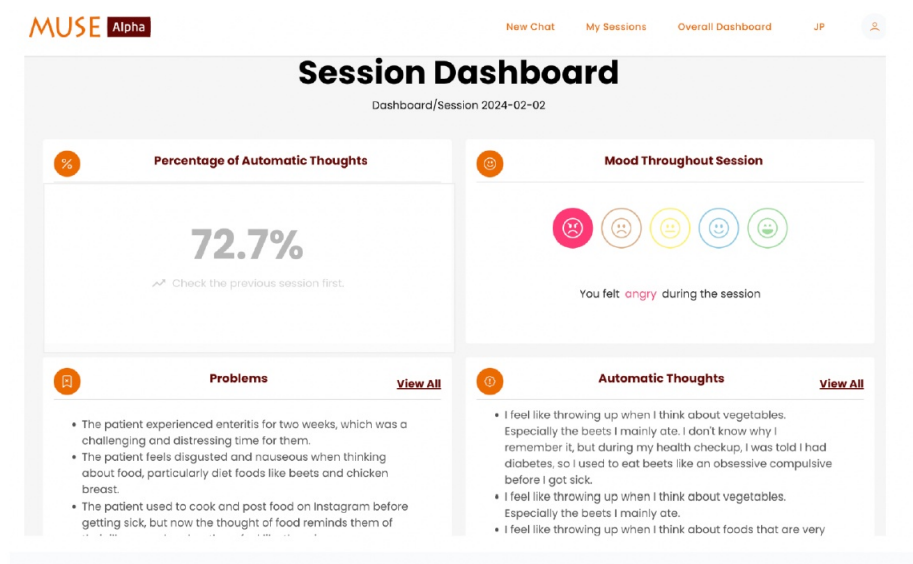 MUSE Alpha
New Chat My Sessions Overall Dashboard JP
Session Dashboard
Dashboard/Session 2024-02-02
Percentage of Automatic Thoughts
72.7%
Check the previous session first.
Mood Throughout Session
You felt angry during the session
Problems
View All
• The patient experienced enteritis for two weeks, which was a
challenging and distressing time for them.
• The patient feels disgusted and nauseous when thinking
about food, particularly diet foods like beets and chicken
breast.
• The patient used to cook and post food on Instagram before
getting sick, but now the thought of food reminds them of
Automatic Thoughts
View All
• I feel like throwing up when I think about vegetables.
Especially the beets I mainly ate. I don't know why I
remember it, but during my health checkup, I was told I had
diabetes, so I used to eat beets like an obsessive compulsive
before I got sick.
• I feel like throwing up when I think about vegetables.
Especially the beets I mainly ate.
• I feel like throwing up when I think about foods that are very